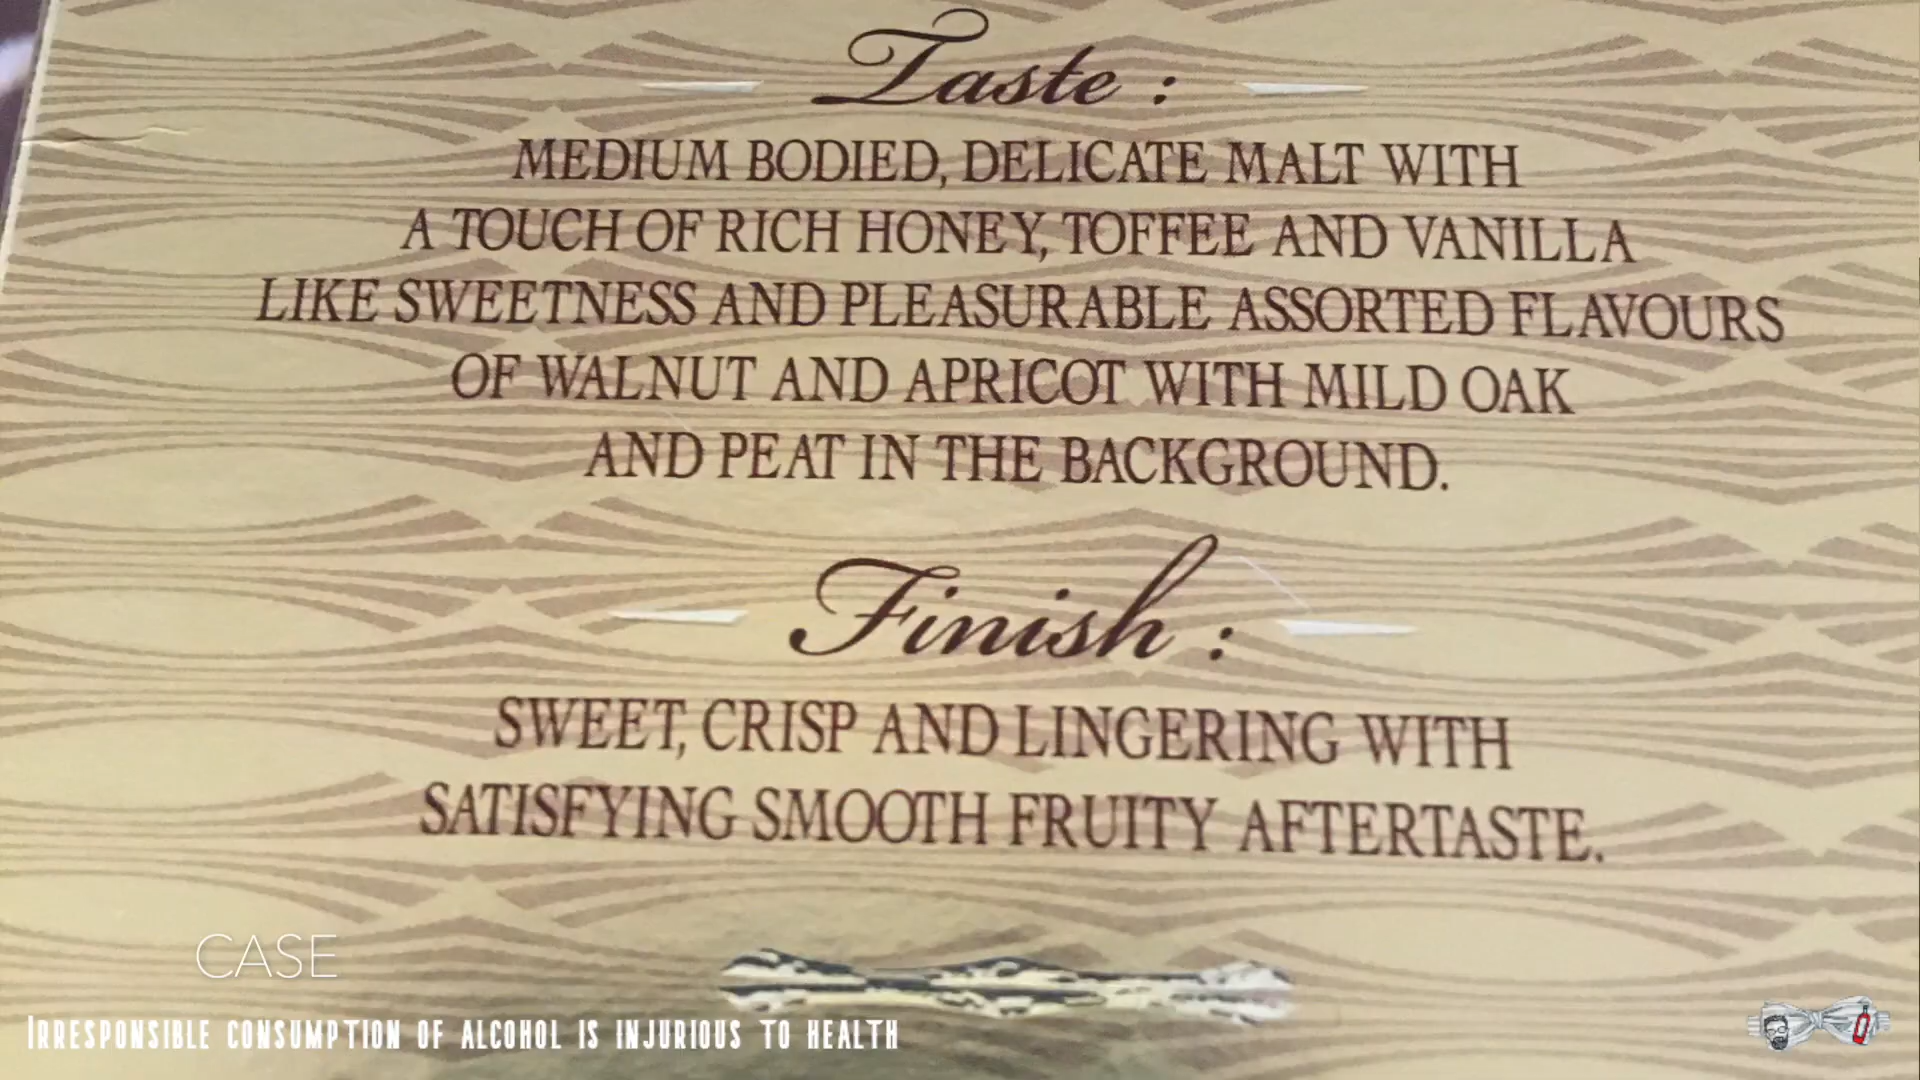 Taste :
MEDIUM BODIED, DELICATE MALT WITH
A TOUCH OF RICH HONEY, TOFFEE AND VANILLA
LIKE SWEETNESS AND PLEASURABLE ASSORTED FLAVOURS
OF WALNUT AND APRICOT WITH MILD OAK
AND PEAT IN THE BACKGROUND.
Finish :
SWEET, CRISP AND LINGERING WITH
SATISFYING SMOOTH FRUITY AFTERTASTE.
CASE
IRRESPONSIBLE CONSUMPTION OF ALCOHOL IS INJURIOUS TO HEALTH